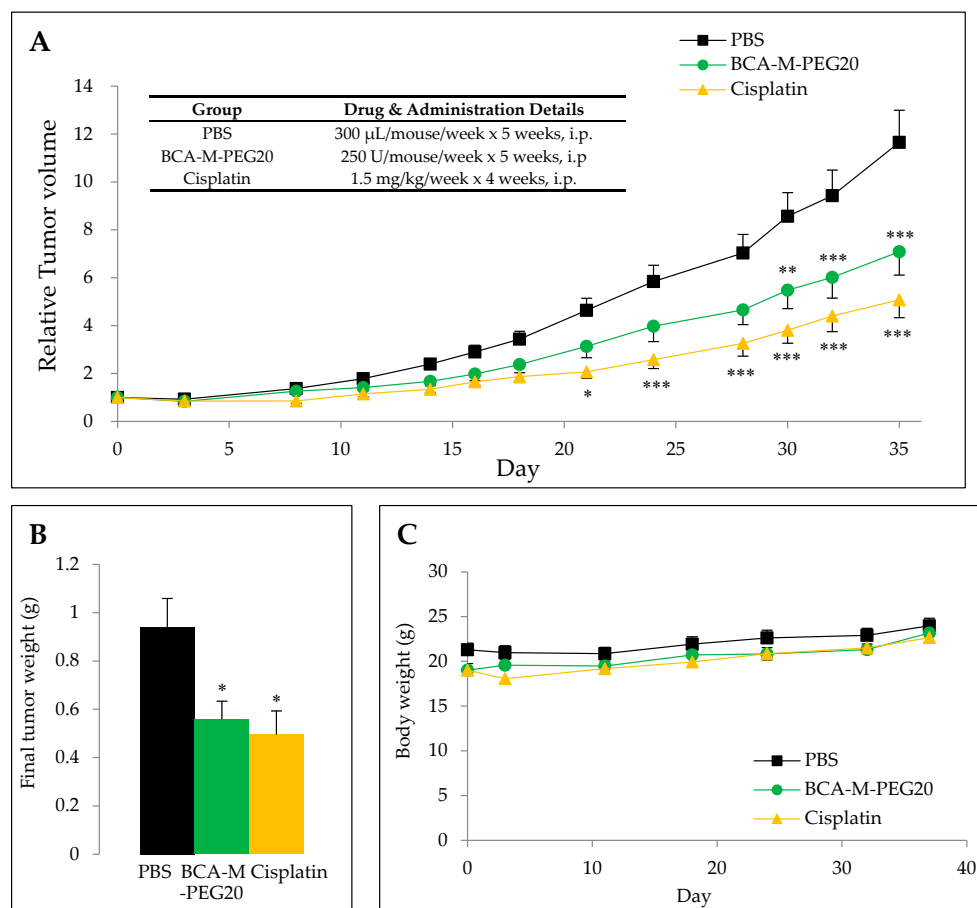 A
PBS
BCA-M-PEG20
Cisplatin
Group Drug & Administration Details
PBS 300 µL/mouse/week x 5 weeks, i.p.
BCA-M-PEG20 250 U/mouse/week x 5 weeks, i.p
Cisplatin 1.5 mg/kg/week x 4 weeks, i.p.
Relative Tumor volume
14
12
10
8
6
4
2
0
** *** ***
* *** *** *** *** ***
0 5 10 15 20 25 30 35
Day
B
Final tumor weight (g)
1.2
1
0.8
0.6
0.4
0.2
0
* *
PBS BCA-M Cisplatin
-PEG20
C
Body weight (g)
30
25
20
15
10
5
0
PBS
BCA-M-PEG20
Cisplatin
0 10 20 30 40
Day